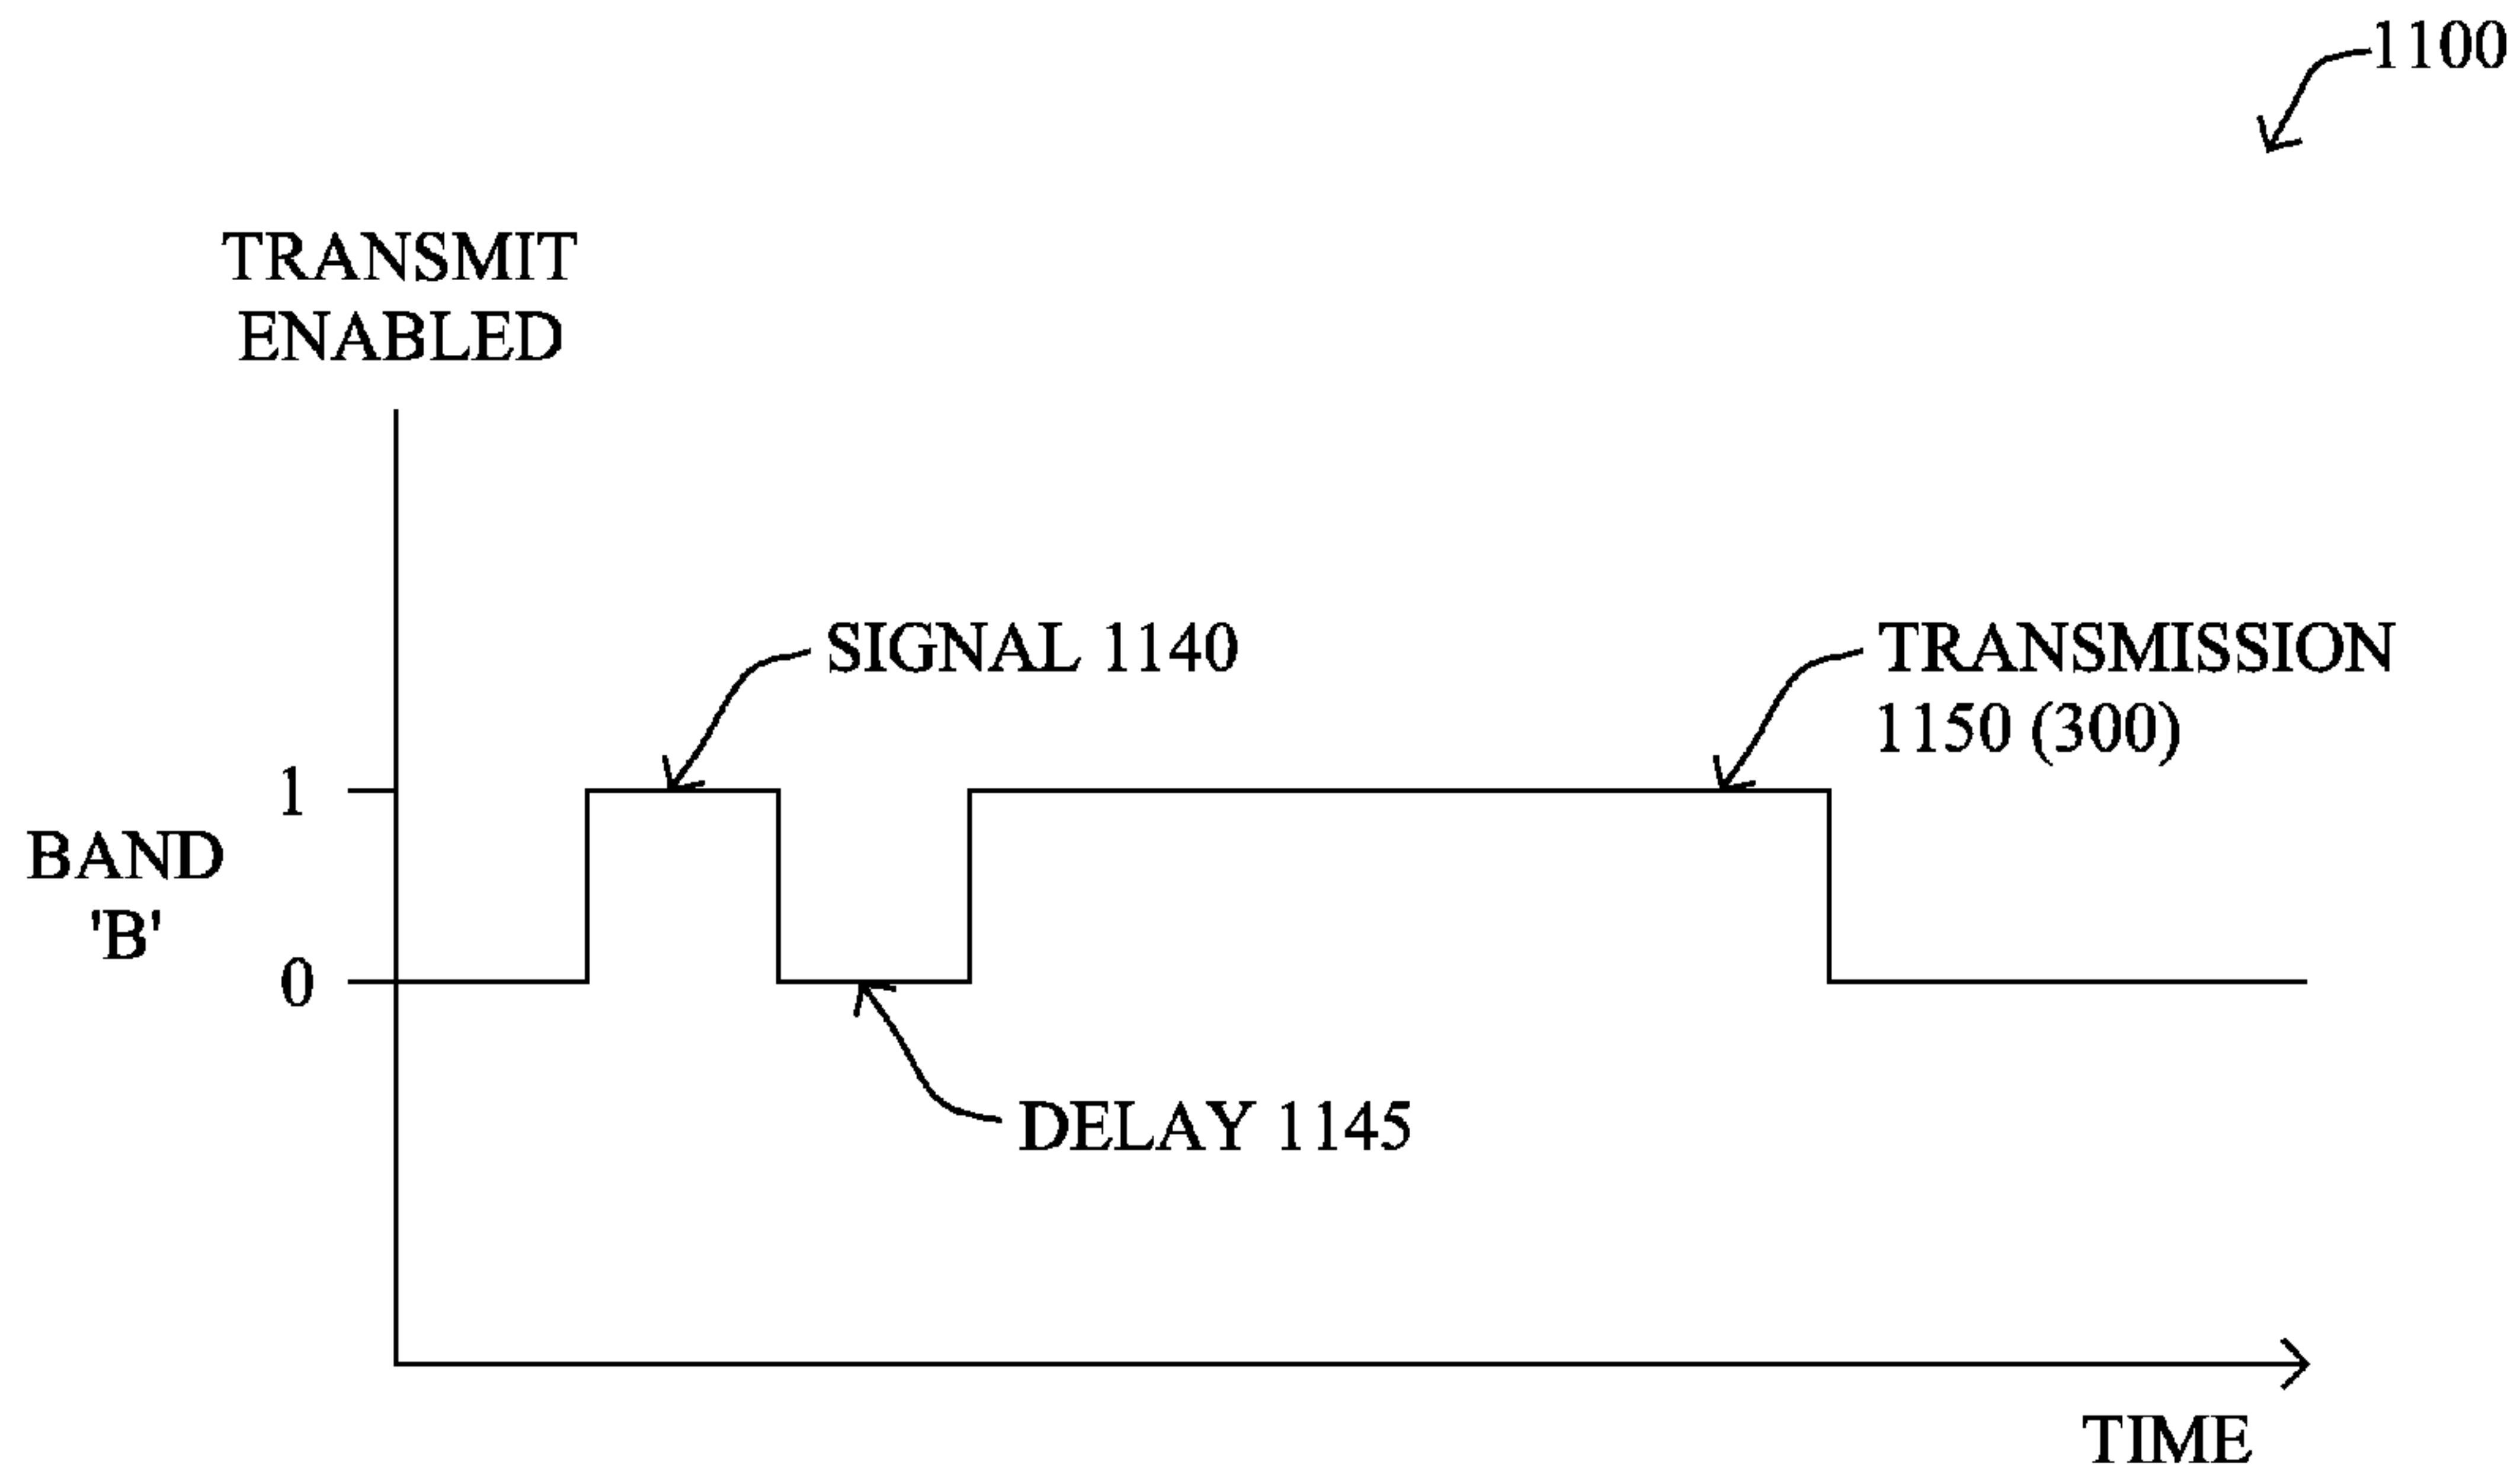 1100
TRANSMIT
ENABLED
SIGNAL 1140
TRANSMISSION
1150 (300)
1
BAND
'B'
0
DELAY 1145
TIME